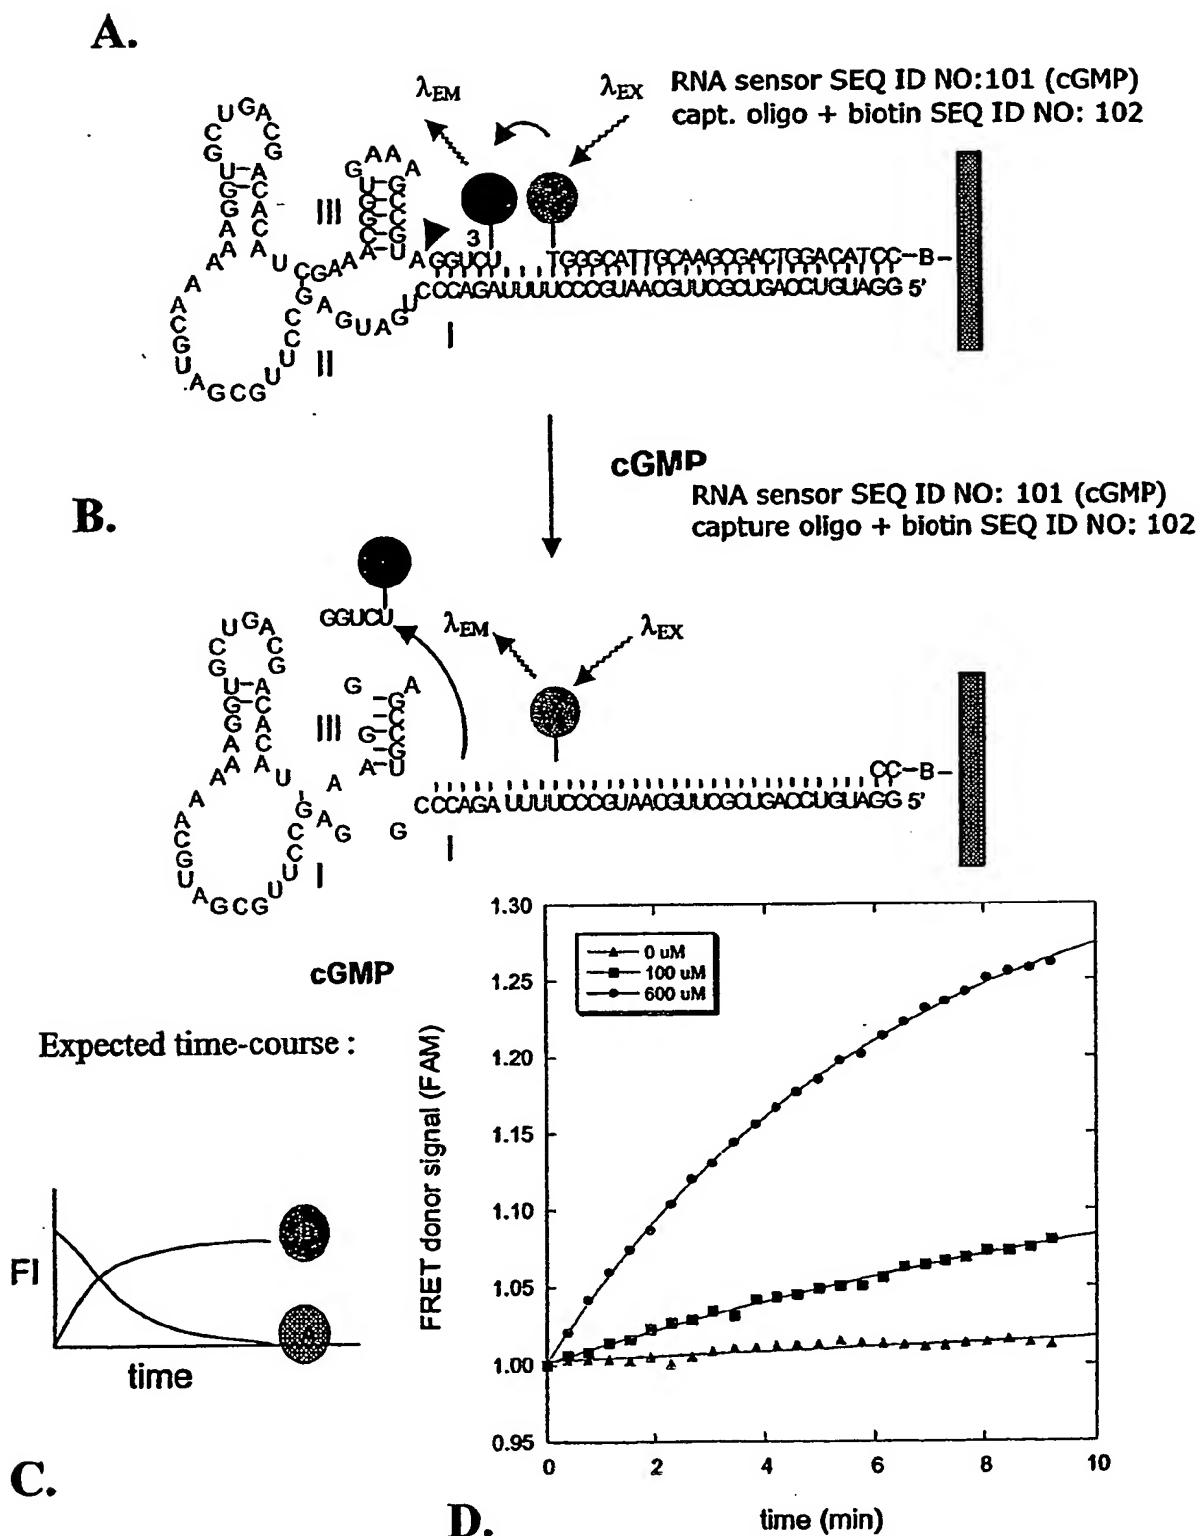 A.
λEM
λEX
RNA sensor SEQ ID NO:101 (cGMP)
capt. oligo + biotin SEQ ID NO: 102
III
3
AGGUCU
TGGGCATTGCAAGCGACTGGACATCC-B-
CCCAGAUUUUCCCGUAACGUUCGCUGACCUGUAGG 5'
I
II
cGMP
B.
RNA sensor SEQ ID NO: 101 (cGMP)
capture oligo + biotin SEQ ID NO: 102
GGUCU
λEM
λEX
III
CC-B-
CCCAGAUUUUCCCGUAACGUUCGCUGACCUGUAGG 5'
I
I
cGMP
Expected time-course :
FI
B
A
time
C.
1.30
1.25
1.20
1.15
1.10
1.05
1.00
0.95
0 uM
100 uM
600 uM
FRET donor signal (FAM)
0 2 4 6 8 10
time (min)
D.